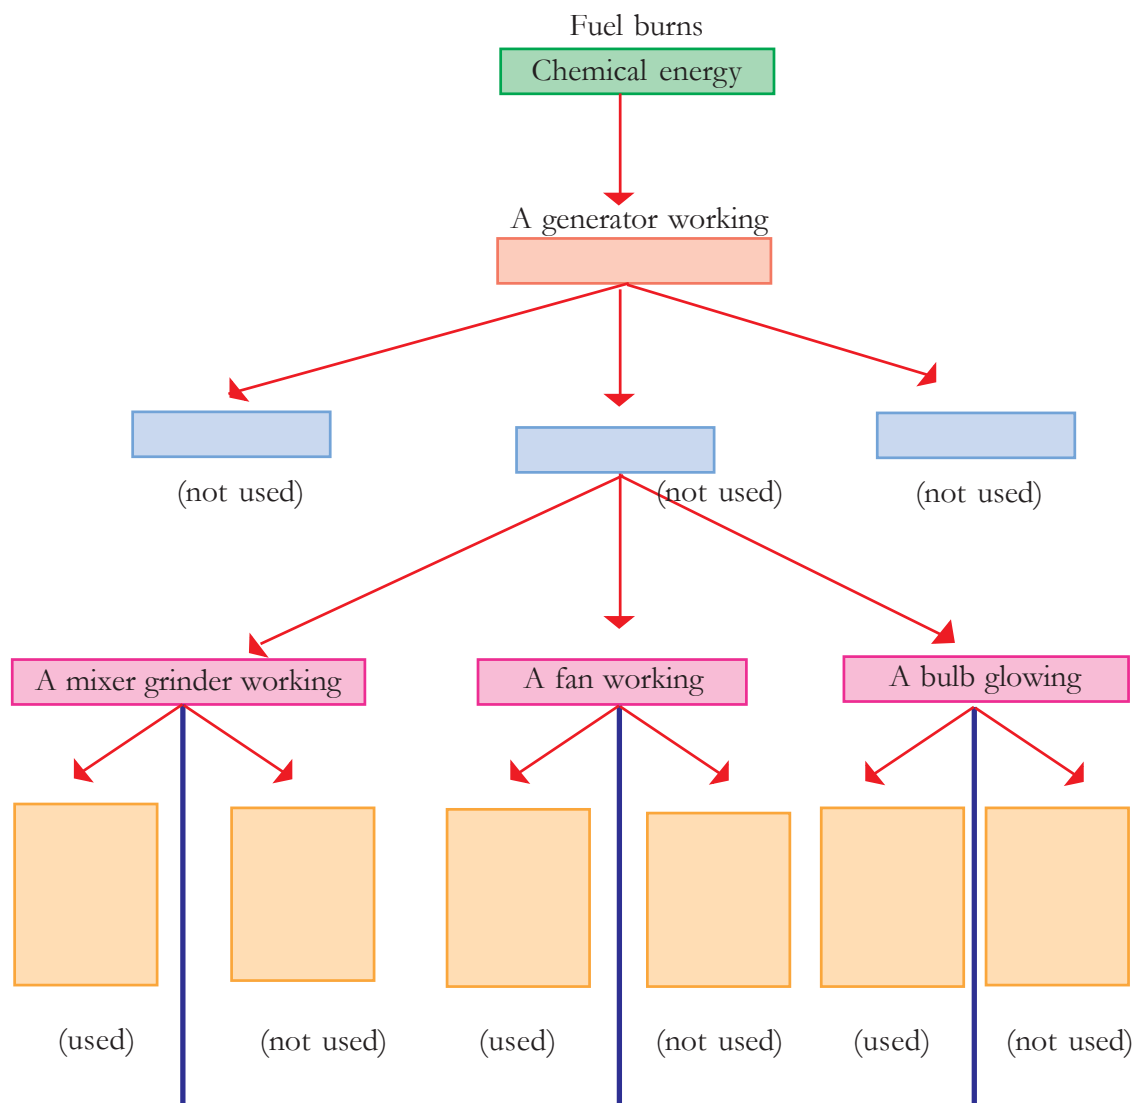 Fuel burns
Chemical energy
A generator working
(not used)
(not used)
(not used)
A mixer grinder working
A fan working
A bulb glowing
(used)
(not used)
(used)
(not used)
(used)
(not used)